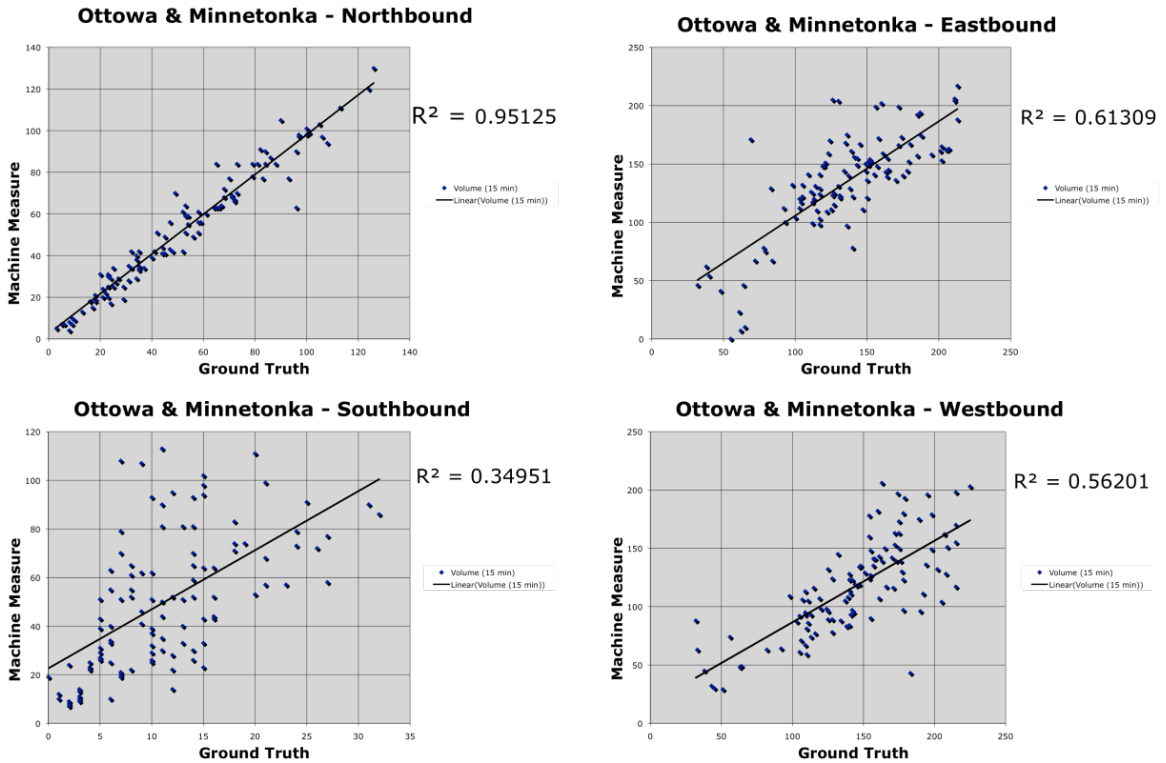 Ottowa & Minnetonka - Northbound
Machine Measure
140
120
100
80
60
40
20
0
0 20 40 60 80 100 120 140
Ground Truth
R² = 0.95125
Volume (15 min)
Linear(Volume (15 min))
Ottowa & Minnetonka - Eastbound
Machine Measure
250
200
150
100
50
0
0 50 100 150 200 250
Ground Truth
R² = 0.61309
Volume (15 min)
Linear(Volume (15 min))
Ottowa & Minnetonka - Southbound
Machine Measure
120
100
80
60
40
20
0
0 5 10 15 20 25 30 35
Ground Truth
R² = 0.34951
Volume (15 min)
Linear(Volume (15 min))
Ottowa & Minnetonka - Westbound
Machine Measure
250
200
150
100
50
0
0 50 100 150 200 250
Ground Truth
R² = 0.56201
Volume (15 min)
Linear(Volume (15 min))